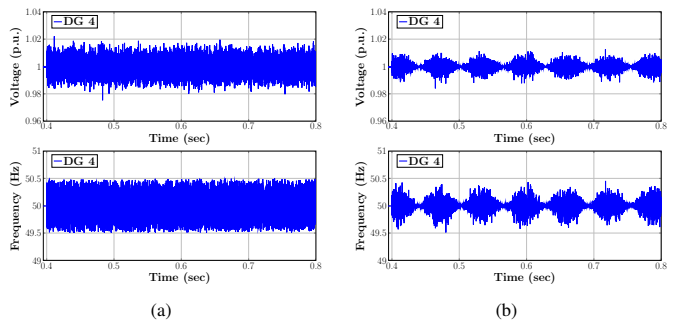 1.04
DG 4
1.02
1
0.98
0.96
0.4 0.5 0.6 0.7 0.8
Voltage (p.u.)
Time (sec)
51
DG 4
50.5
50
49.5
49
0.4 0.5 0.6 0.7 0.8
Frequency (Hz)
Time (sec)
(a)
1.04
DG 4
1.02
1
0.98
0.96
0.4 0.5 0.6 0.7 0.8
Voltage (p.u.)
Time (sec)
51
DG 4
50.5
50
49.5
49
0.4 0.5 0.6 0.7 0.8
Frequency (Hz)
Time (sec)
(b)